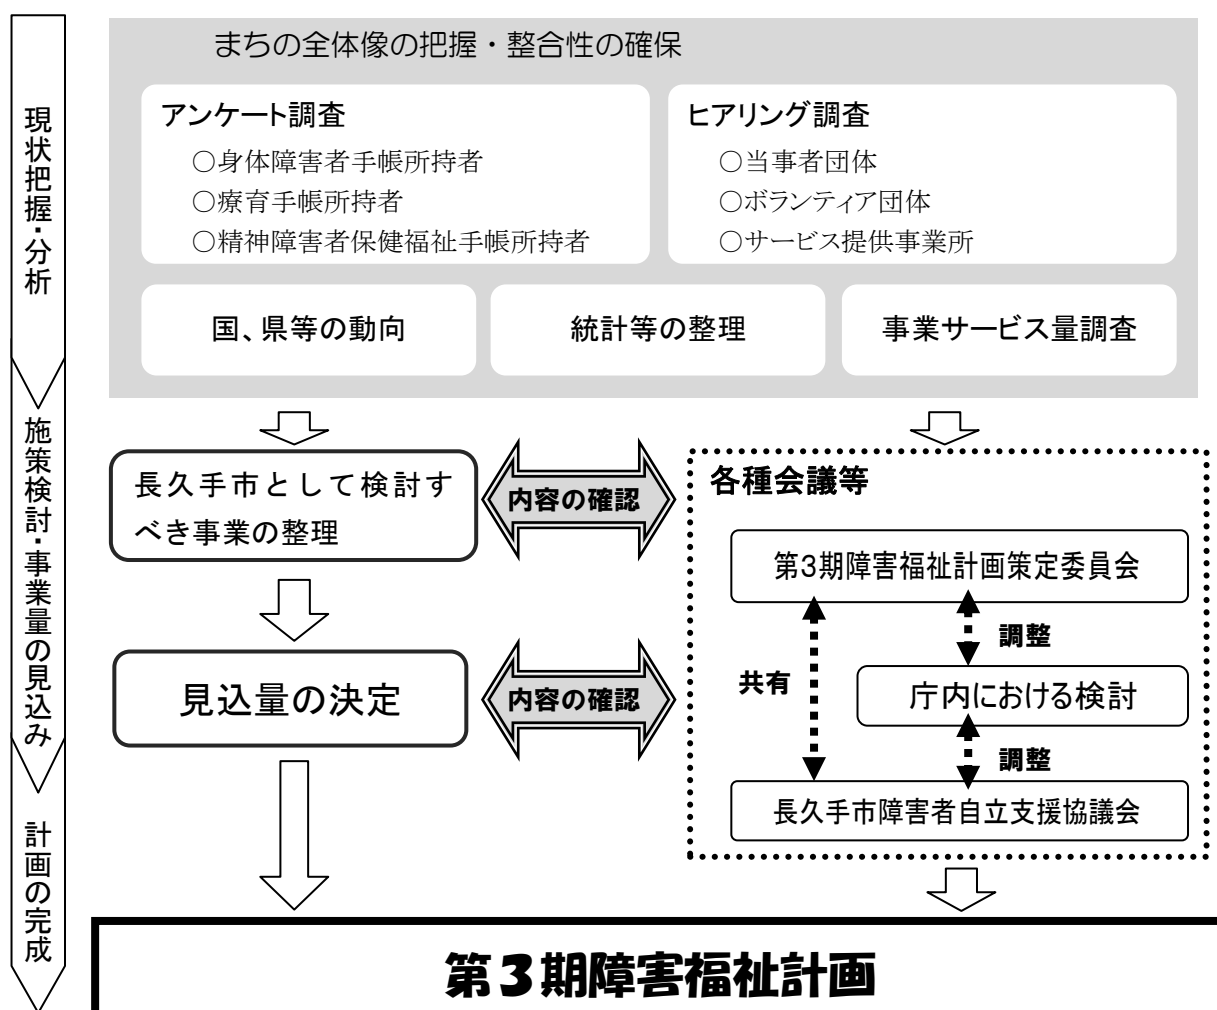 現状把握・分析
施策検討・事業量の見込み
計画の完成
まちの全体像の把握・整合性の確保
アンケート調査
○身体障害者手帳所持者
○療育手帳所持者
○精神障害者保健福祉手帳所持者
ヒアリング調査
○当事者団体
○ボランティア団体
○サービス提供事業所
国、県等の動向
統計等の整理
事業サービス量調査
長久手市として検討す
べき事業の整理
内容の確認
見込量の決定
内容の確認
各種会議等
第3期障害福祉計画策定委員会
調整
共有
庁内における検討
調整
長久手市障害者自立支援協議会
第3期障害福祉計画